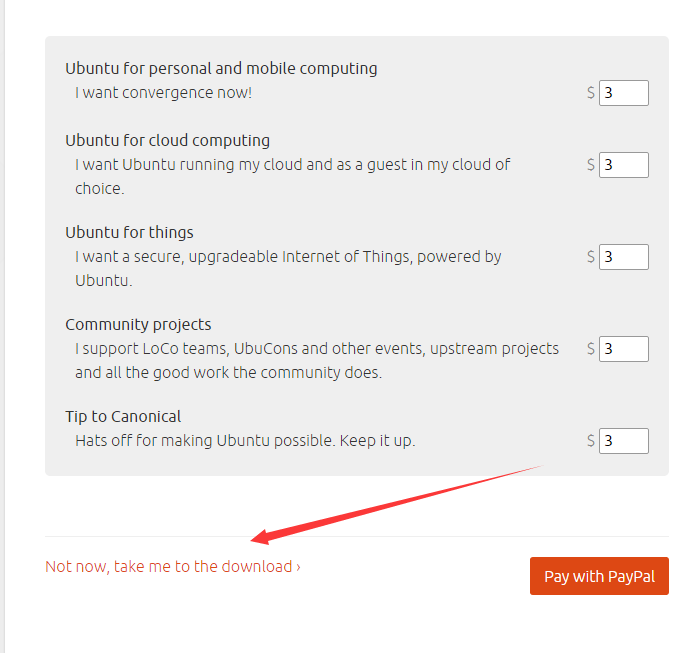 Ubuntu for personal and mobile computing
I want convergence now!
$ 3
Ubuntu for cloud computing
I want Ubuntu running my cloud and as a guest in my cloud of
choice.
$ 3
Ubuntu for things
I want a secure, upgradeable Internet of Things, powered by
Ubuntu.
$ 3
Community projects
I support LoCo teams, UbuCons and other events, upstream projects
and all the good work the community does.
$ 3
Tip to Canonical
Hats off for making Ubuntu possible. Keep it up.
$ 3
Not now, take me to the download ›
Pay with PayPal